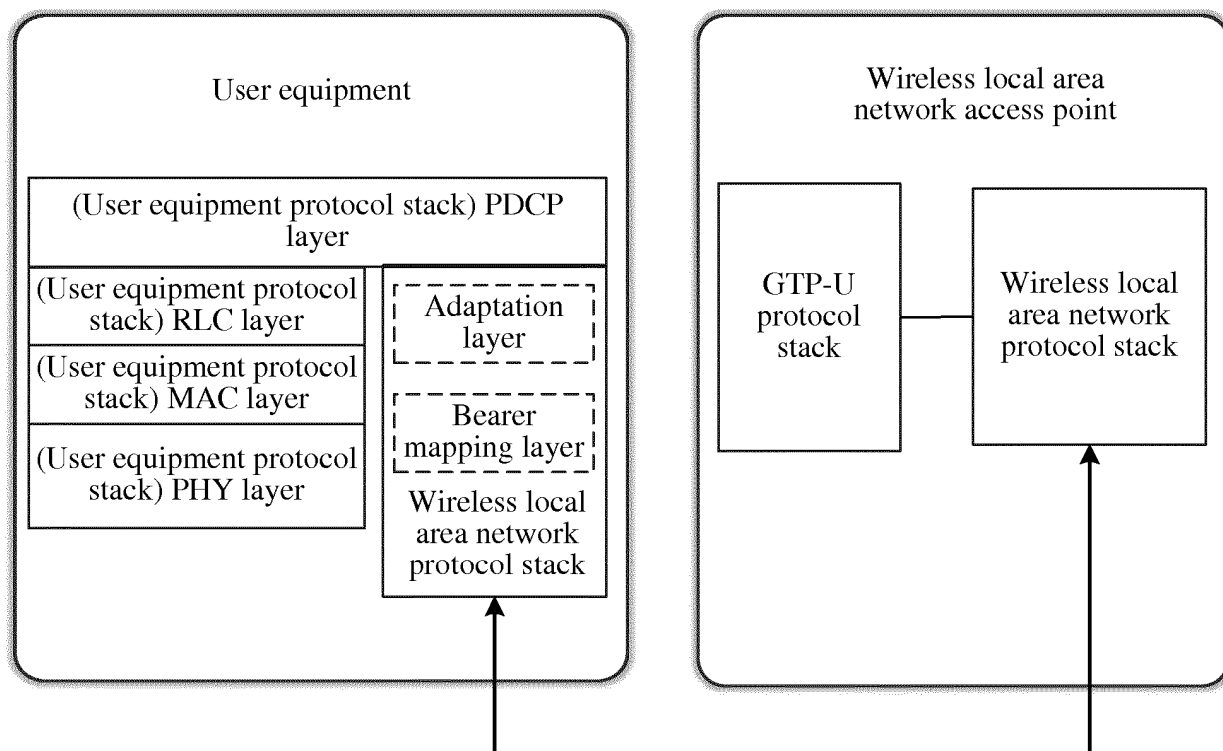 User equipment
(User equipment protocol stack) PDCP
layer
(User equipment protocol
stack) RLC layer
(User equipment protocol
stack) MAC layer
(User equipment protocol
stack) PHY layer
Adaptation
layer
Bearer
mapping layer
Wireless local
area network
protocol stack
Wireless local area
network access point
GTP-U
protocol
stack
Wireless local
area network
protocol stack